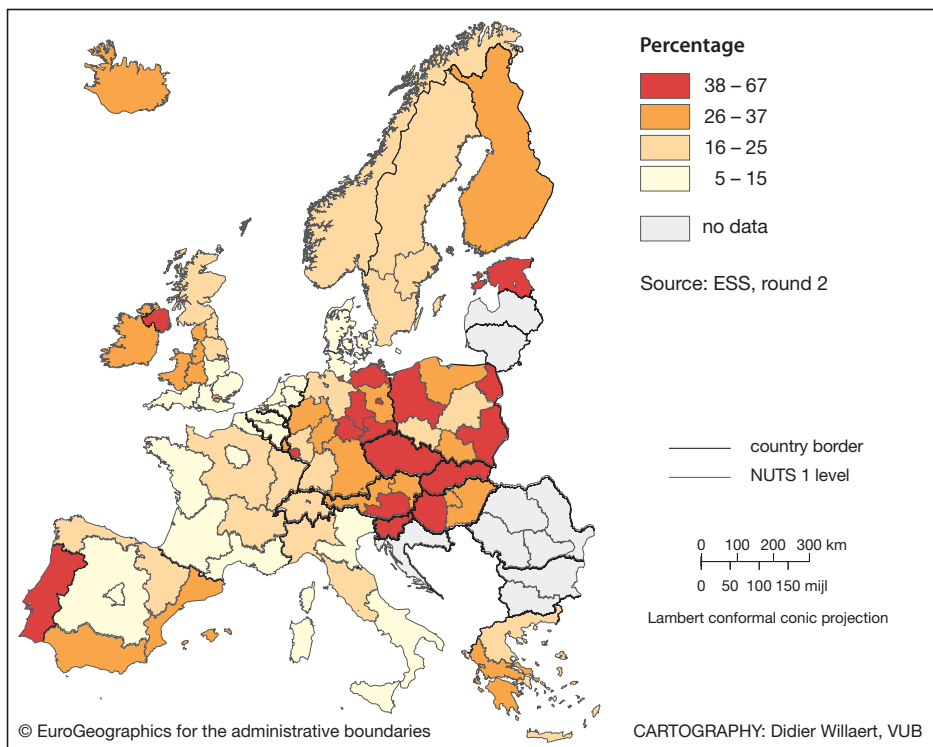 Percentage
38 – 67
26 – 37
16 – 25
5 – 15
no data
Source: ESS, round 2
country border
NUTS 1 level
0 100 200 300 km
0 50 100 150 mijl
Lambert conformal conic projection
© EuroGeographics for the administrative boundaries
CARTOGRAPHY: Didier Willaert, VUB